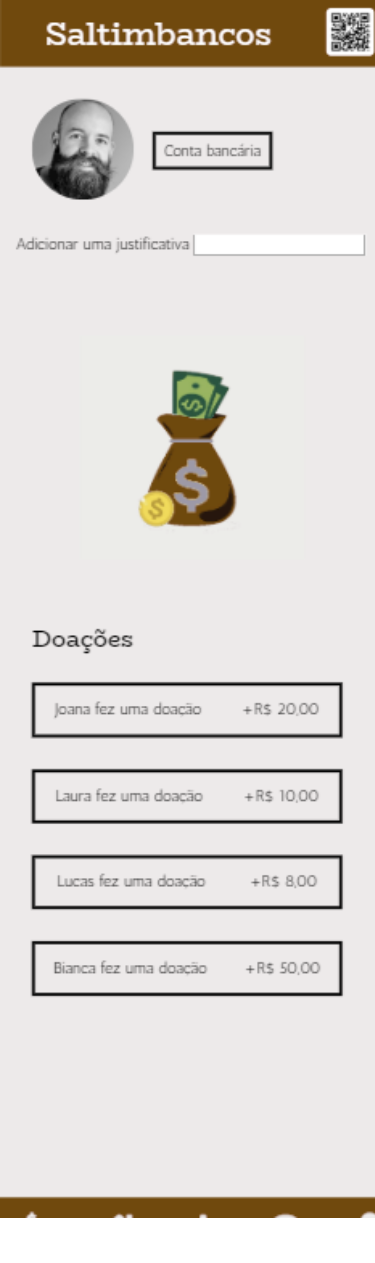 Saltimbancos
Conta bancária
Adicionar uma justificativa
$
$
Doações
Joana fez uma doação +R$ 20,00
Laura fez uma doação +R$ 10,00
Lucas fez uma doação +R$ 8,00
Bianca fez uma doação +R$ 50,00